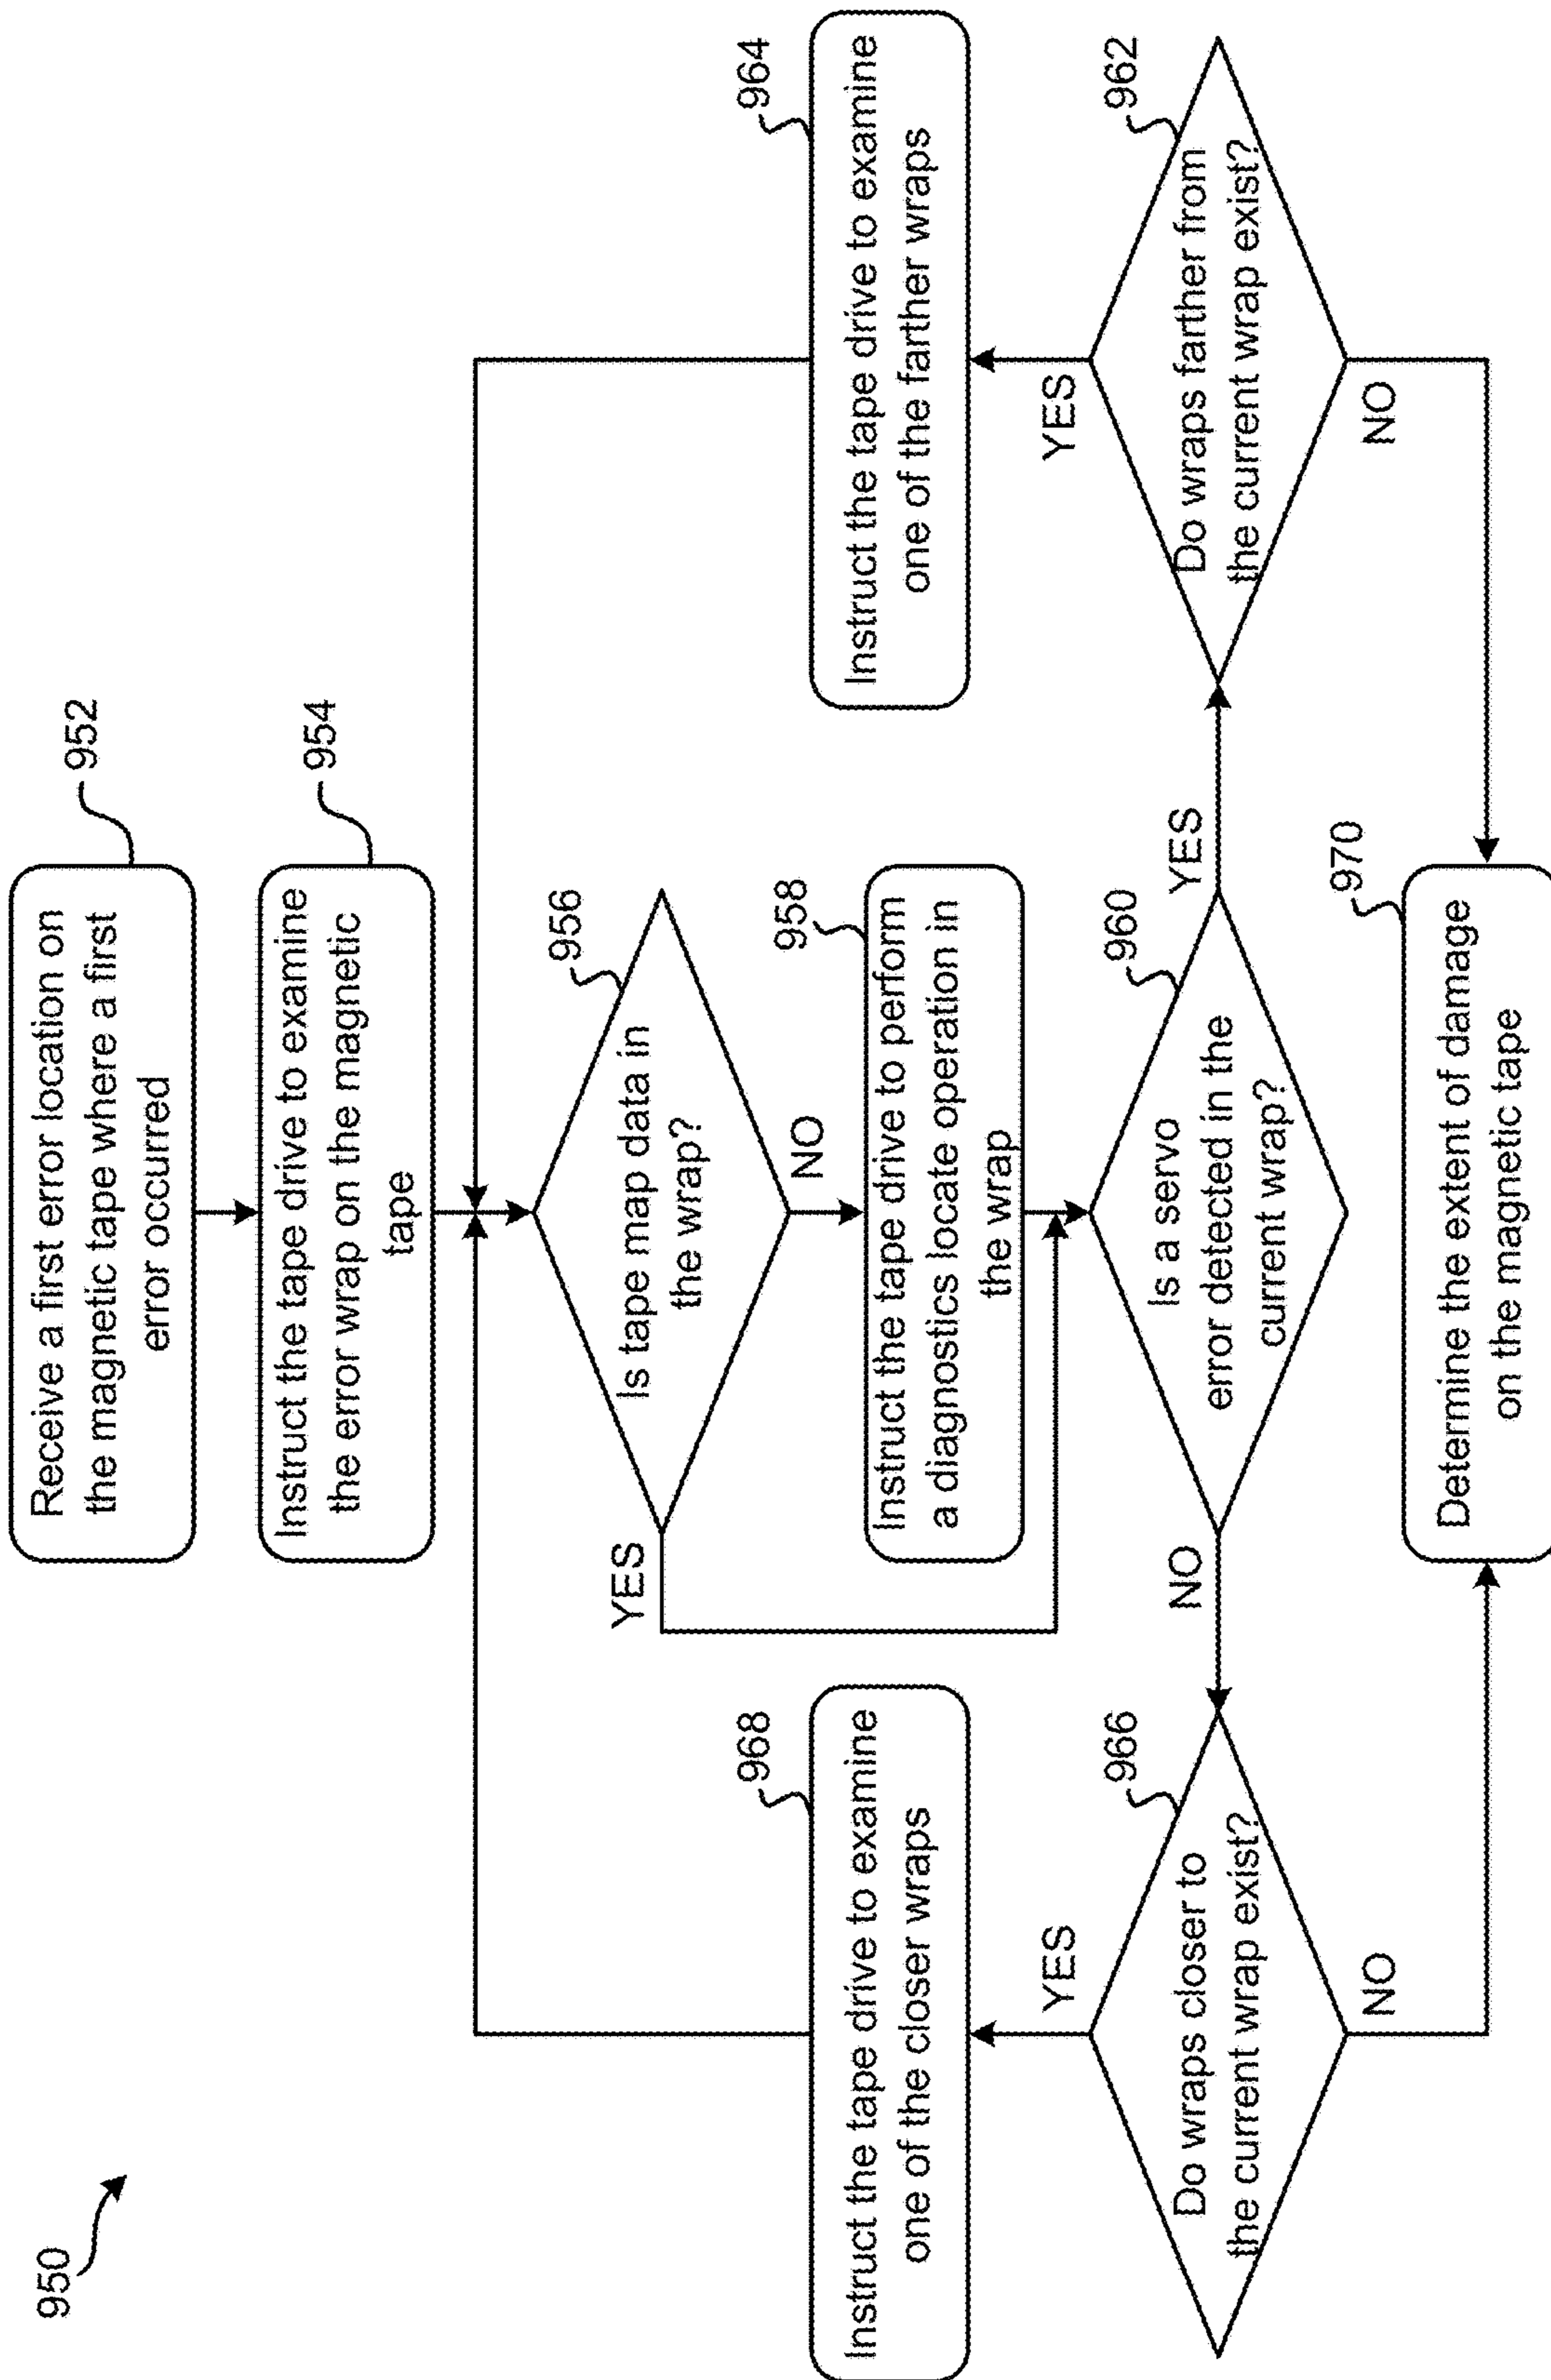 950
Receive a first error location on
the magnetic tape where a first
error occurred
952
Instruct the tape drive to examine
the error wrap on the magnetic
tape
954
Is tape map data in
the wrap?
956
YES
NO
Instruct the tape drive to perform
a diagnostics locate operation in
the wrap
958
Is a servo
error detected in the
current wrap?
960
NO
YES
Instruct the tape drive to examine
one of the closer wraps
968
YES
Do wraps closer to
the current wrap exist?
966
NO
Instruct the tape drive to examine
one of the farther wraps
964
YES
Do wraps farther from
the current wrap exist?
962
NO
Determine the extent of damage
on the magnetic tape
970